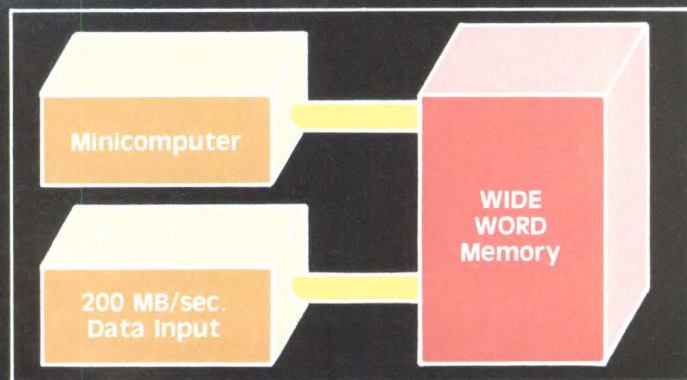 Minicomputer
200 MB/sec.
Data Input
WIDE
WORD
Memory